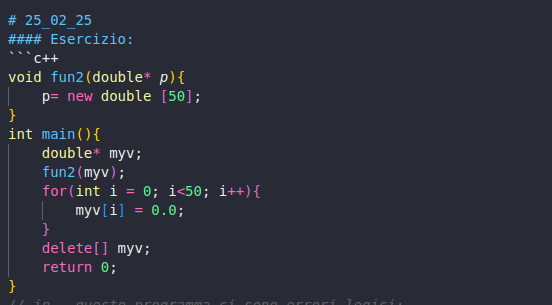 # 25_02_25
#### Esercizio:
```c++
void fun2(double* p){
    p= new double [50];
}
int main(){
    double* myv;
    fun2(myv);
    for(int i = 0; i<50; i++){
        myv[i] = 0.0;
    }
    delete[] myv;
    return 0;
}
// in   questo programma ci sono errori logici: